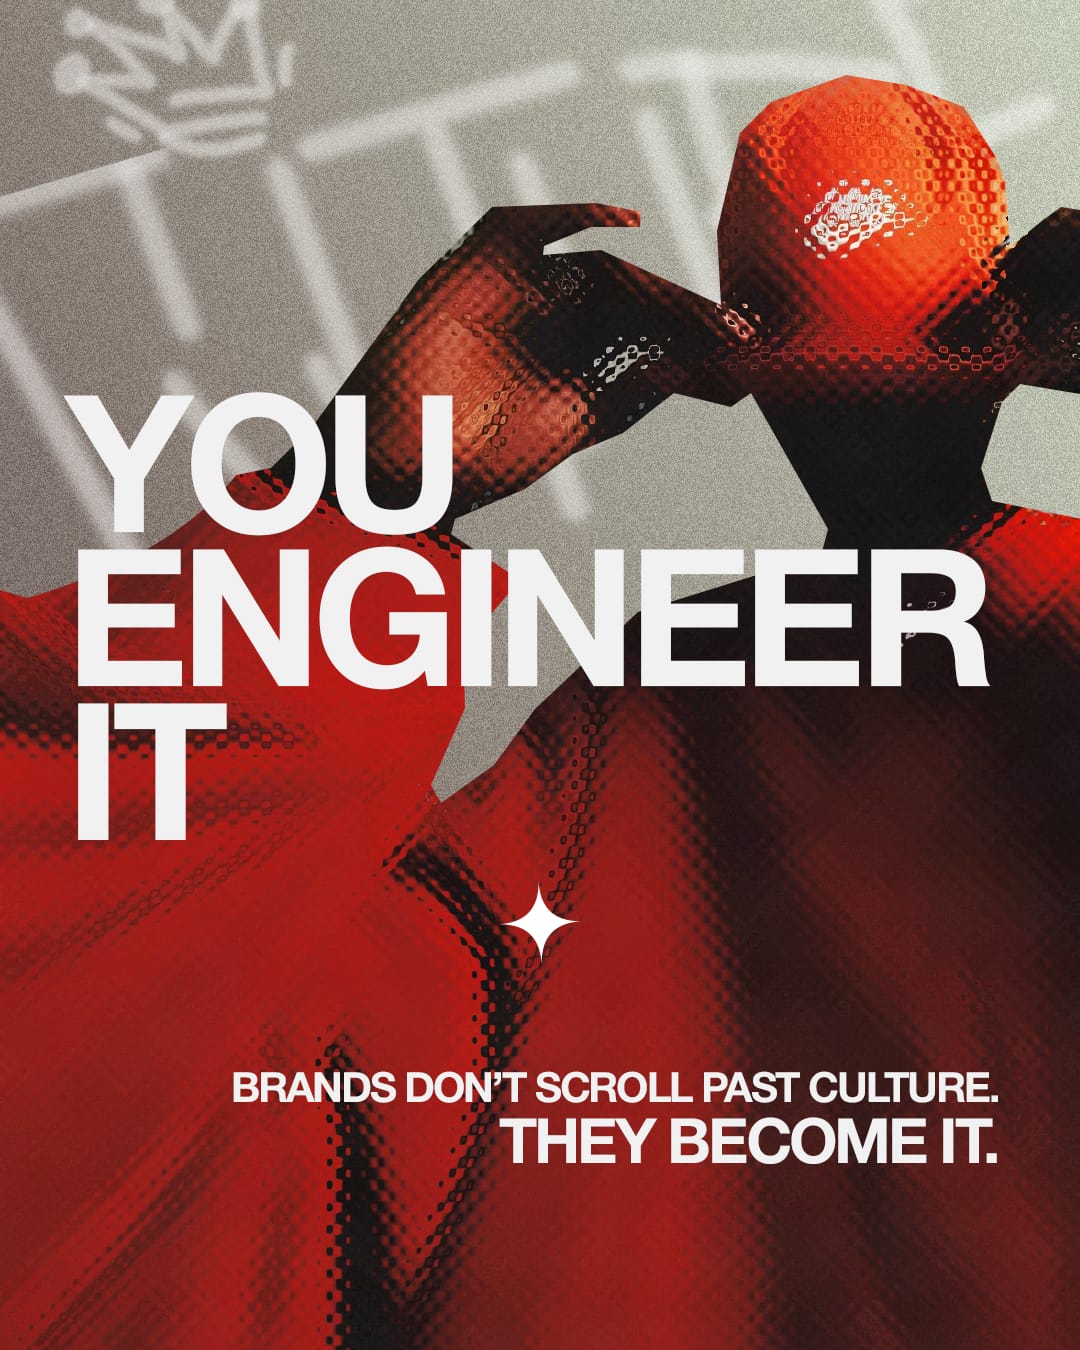 YOU
ENGINEER
IT
BRANDS DON’T SCROLL PAST CULTURE.
THEY BECOME IT.